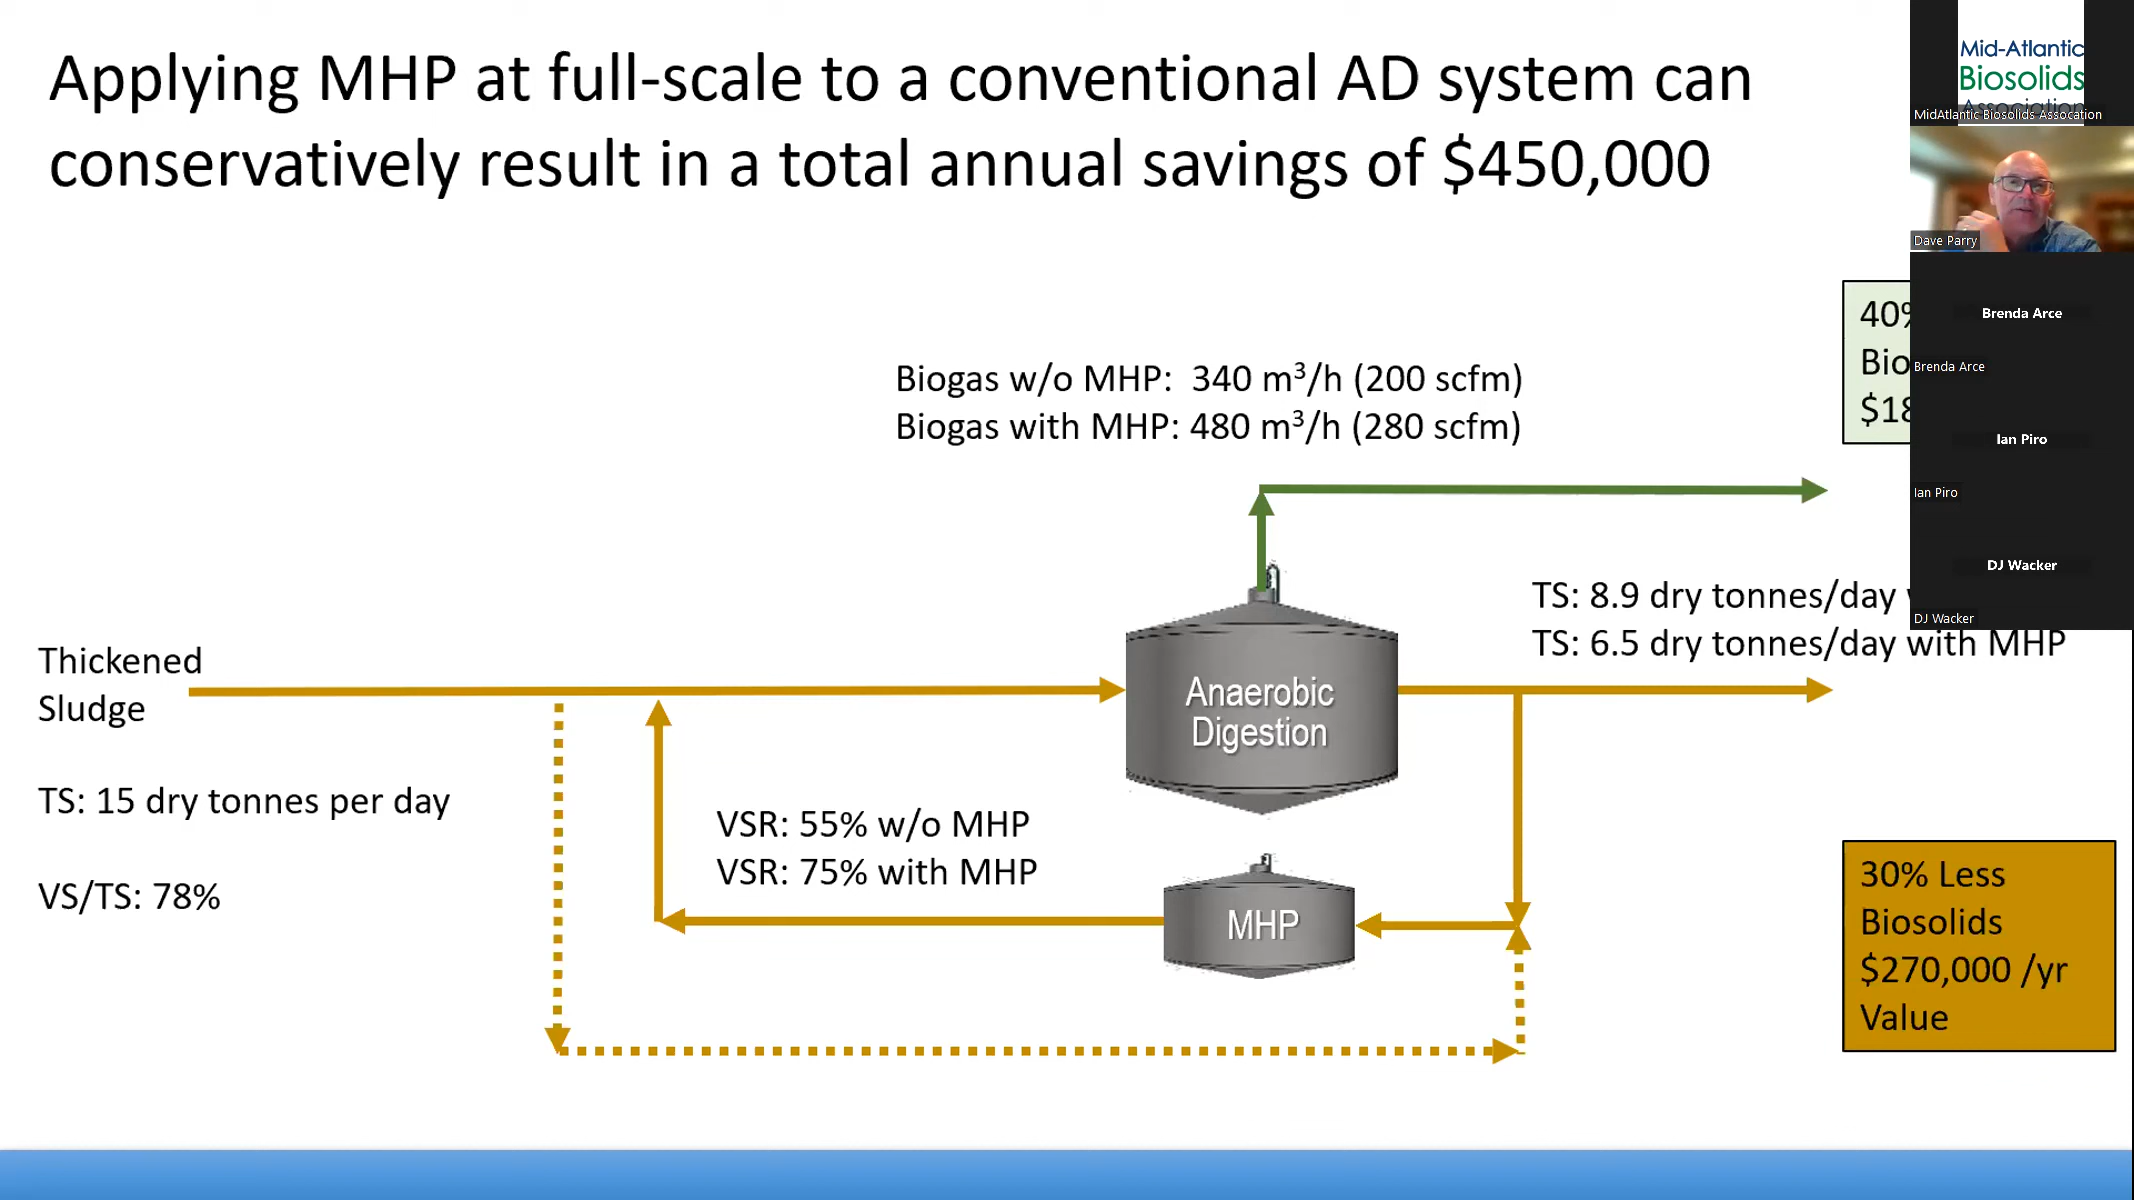 Applying MHP at full-scale to a conventional AD system can
conservatively result in a total annual savings of $450,000
Mid-Atlantic
Biosolids
Association
MidAtlantic Biosolids Assocation
Dave Parry
Brenda Arce
Brenda Arce
Ian Piro
Ian Piro
DJ Wacker
DJ Wacker
Biogas w/o MHP: 340 m³/h (200 scfm)
Biogas with MHP: 480 m³/h (280 scfm)
TS: 8.9 dry tonnes/day
TS: 6.5 dry tonnes/day with MHP
Thickened
Sludge
TS: 15 dry tonnes per day
VS/TS: 78%
Anaerobic
Digestion
VSR: 55% w/o MHP
VSR: 75% with MHP
MHP
30% Less
Biosolids
$270,000 /yr
Value